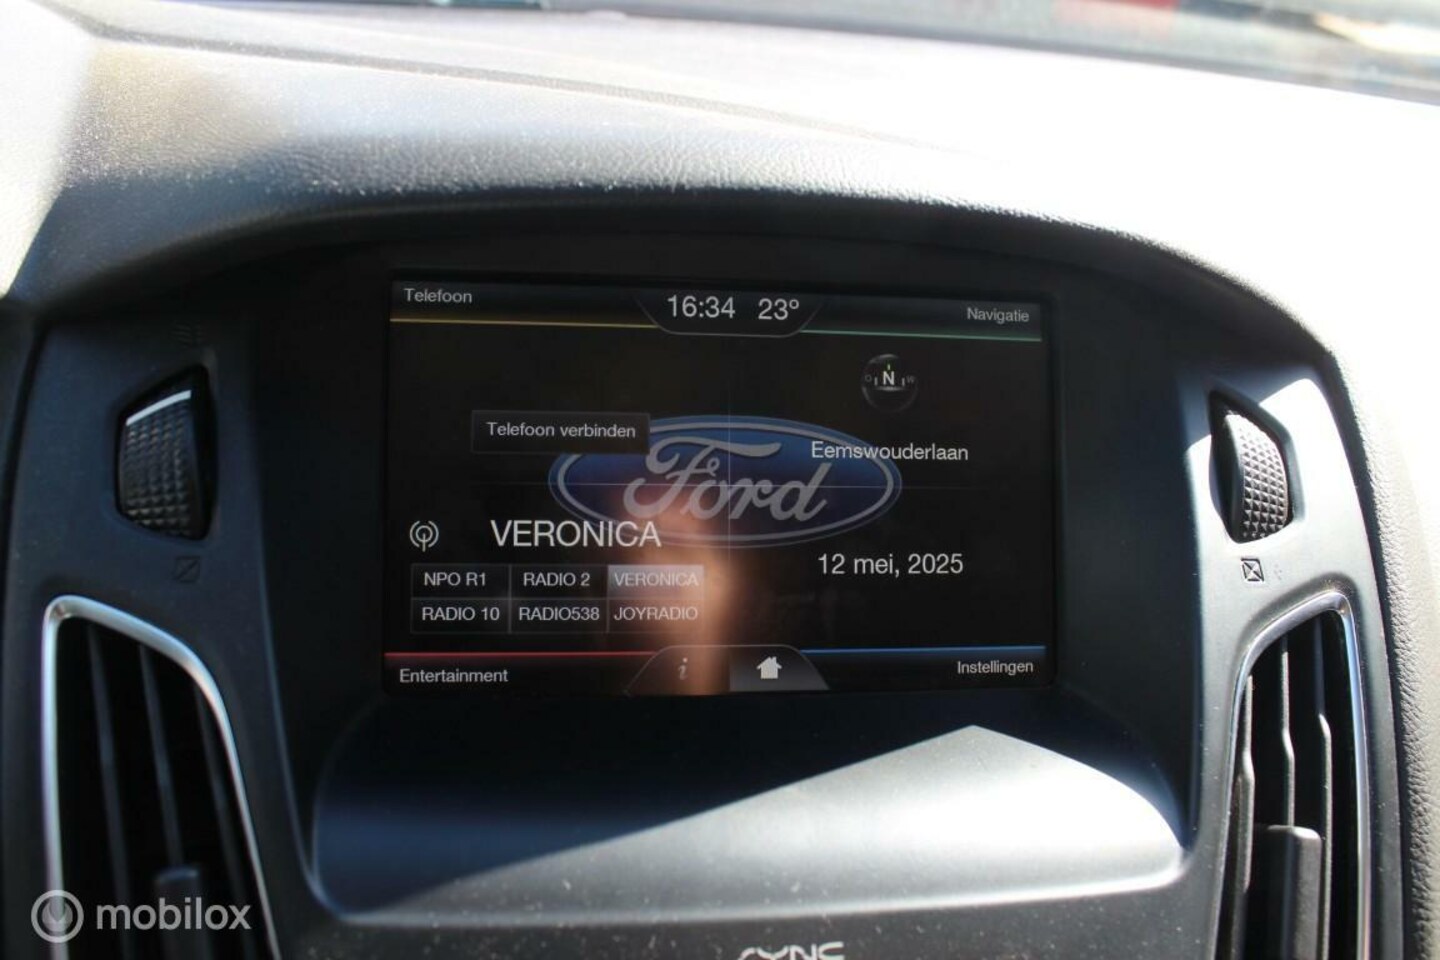 Telefoon
16:34 23°
Navigatie
N
O W
Telefoon verbinden
Ford
Eemswouderlaan
VERONICA
12 mei, 2025
NPO R1 RADIO 2 VERONICA
RADIO 10 RADIO538 JOYRADIO
Entertainment
i
Instellingen
SYNC
mobilox